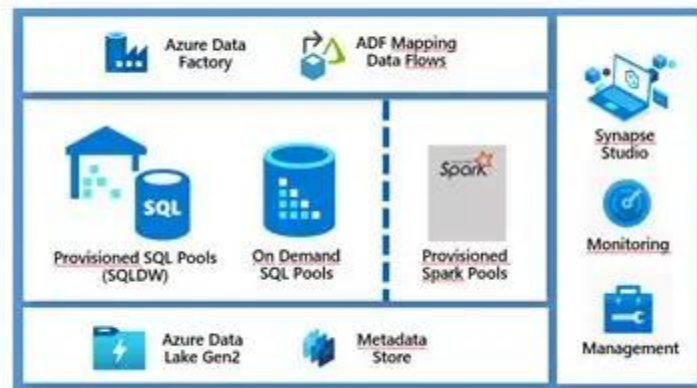 Azure Data
Factory
ADF Mapping
Data Flows
Synapse
Studio
SQL
Spark
Provisioned SQL Pools
(SQLDW)
On Demand
SQL Pools
Provisioned
Spark Pools
Monitoring
Azure Data
Lake Gen2
Metadata
Store
Management